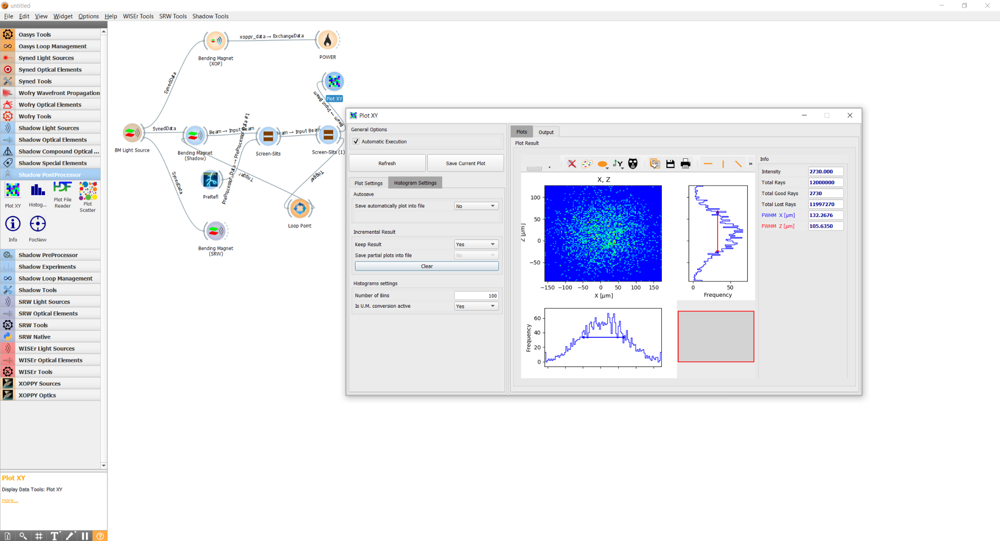 untitled
File Edit View Widget Options Help WISEr Tools SRW Tools Shadow Tools
Oasys Tools
Oasys Loop Management
Syned Light Sources
Syned Optical Elements
Syned Tools
Wofry Wavefront Propagation
Wofry Optical Elements
Wofry Tools
Shadow Light Sources
Shadow Optical Elements
Shadow Compound Optical ...
Shadow Special Elements
Shadow PostProcessor
Plot XY
Histog...
Plot File
Reader
Plot
Scatter
Info
FocNew
Shadow PreProcessor
Shadow Experiments
Shadow Loop Management
Shadow Tools
SRW Light Sources
SRW Optical Elements
SRW Tools
SRW Native
WISEr Light Sources
WISEr Optical Elements
WISEr Tools
XOPPY Sources
XOPPY Optics
Plot XY
Display Data Tools: Plot XY
more...
Bending Magnet
(XOP)
xoppy_data → ExchangeData
POWER
SynedData
Plot XY
Beam → Input Beam
BM Light Source
SynedData
Bending Magnet
(Shadow)
Beam → Input Beam
Screen-Slits
Beam → Input Beam
Screen-Slits (1)
PREREFL
PreRefl
PreProcessor_Data → PreProcessor Data #1
Trigger
Trigger
Loop Point
SynedData
Bending Magnet
(SRW)
Plot XY
General Options
Automatic Execution
Refresh
Save Current Plot
Plot Settings
Histogram Settings
Autosave
Save automatically plot into file No
Incremental Result
Keep Result Yes
Save partial plots into file No
Clear
Histograms settings
Number of Bins 100
Is U.M. conversion active Yes
Plots
Output
Plot Result
Y
»
X, Z
100
50
0
−50
Z [μm]
−150 −100 −50 0 50 100 150
X [μm]
0 50
Frequency
60
40
20
0
Frequency
Info
Intensity 2730.000
Total Rays 12000000
Total Good Rays 2730
Total Lost Rays 11997270
FWHM X [μm] 132.2676
FWHM Z [μm] 105.6350